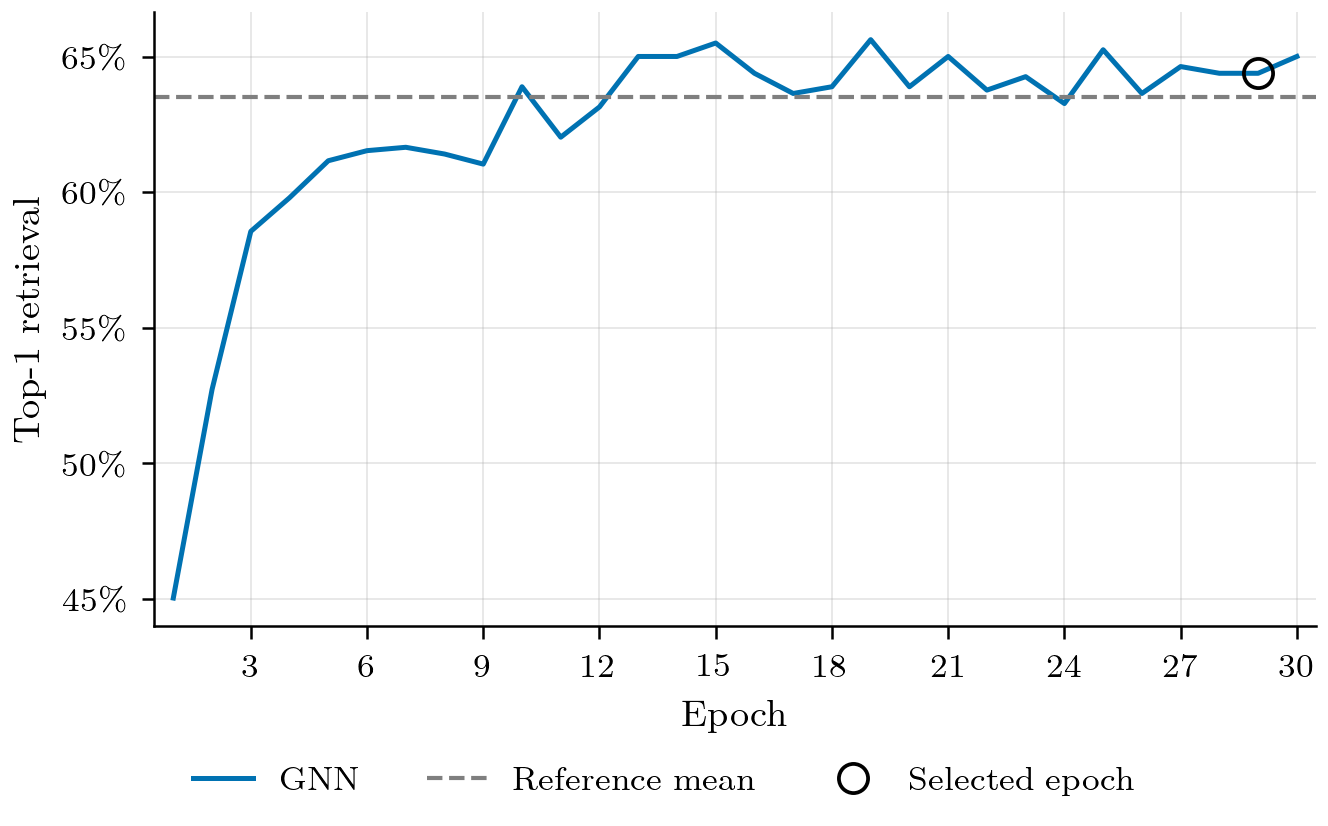 65%
60%
55%
50%
45%
Top-1 retrieval
3 6 9 12 15 18 21 24 27 30
Epoch
GNN Reference mean Selected epoch